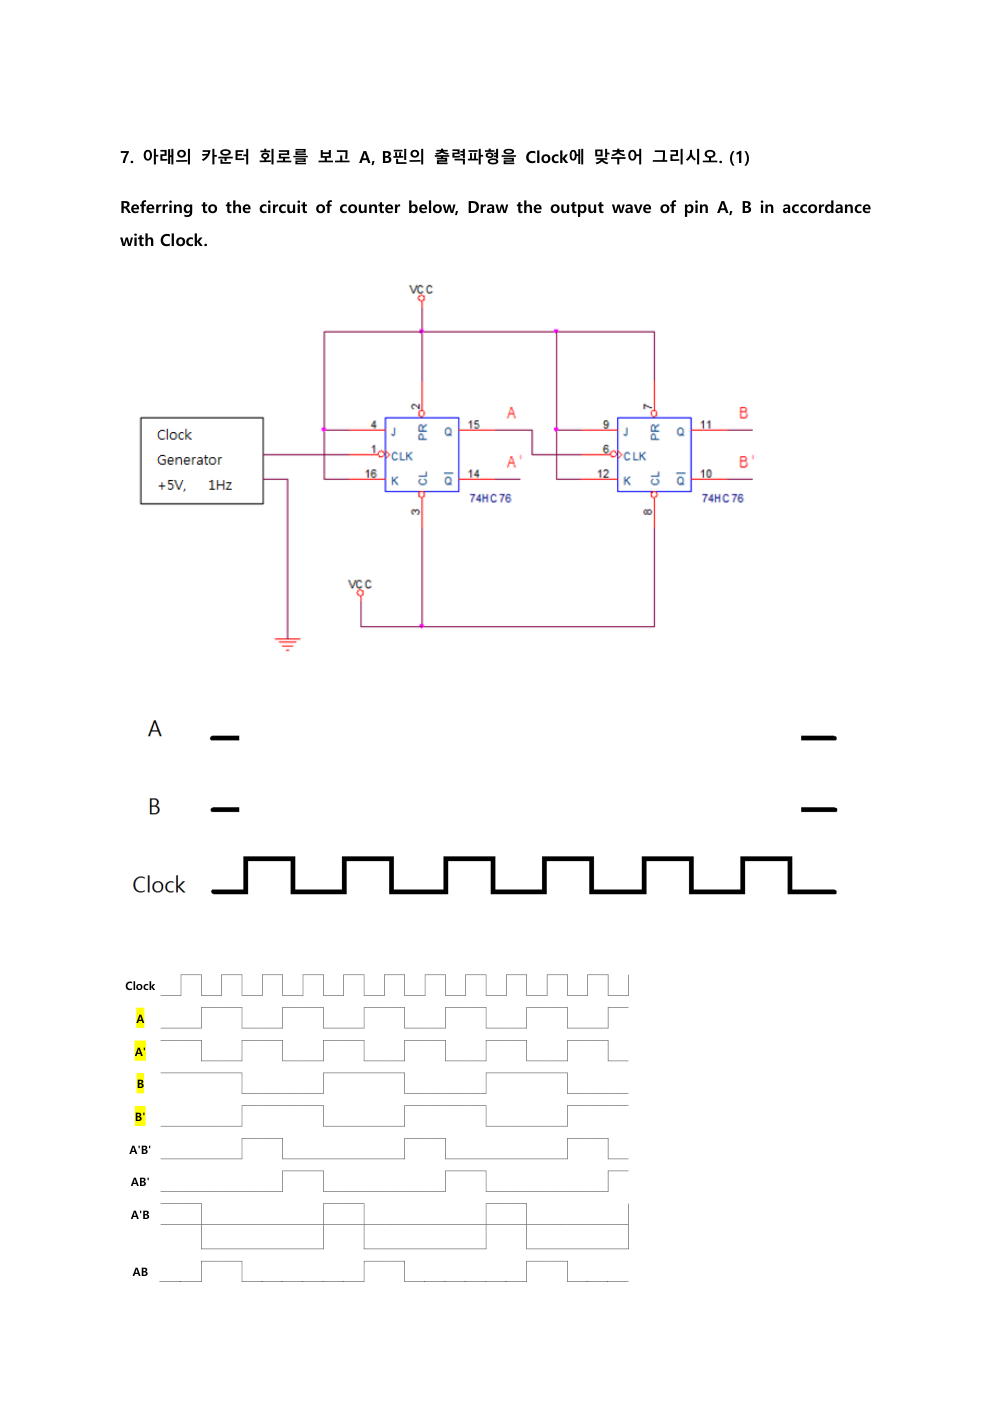 7. 아래의 카운터 회로를 보고 A, B핀의 출력파형을 Clock에 맞추어 그리시오. (1)
Referring to the circuit of counter below, Draw the output wave of pin A, B in accordance
with Clock.
VCC
2 7
4 J PR Q 15 A 9 J PR Q 11 B
Clock
Generator
+5V, 1Hz
1 CLK A' 6 CLK B'
16 K CL Q̅ 14 12 K CL Q̅ 10
74HC76 74HC76
3 8
VCC
A
B
Clock
Clock
A
A'
B
B'
A'B'
AB'
A'B
AB